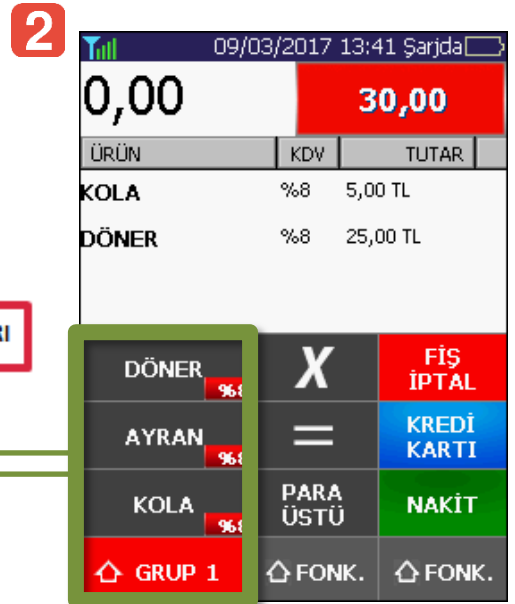 2
09/03/2017 13:41 Şarjda
0,00 30,00
ÜRÜN KDV TUTAR
KOLA %8 5,00 TL
DÖNER %8 25,00 TL
DÖNER %8 X FİŞ İPTAL
AYRAN %8 = KREDİ KARTI
KOLA %8 PARA ÜSTÜ NAKİT
GRUP 1 FONK. FONK.